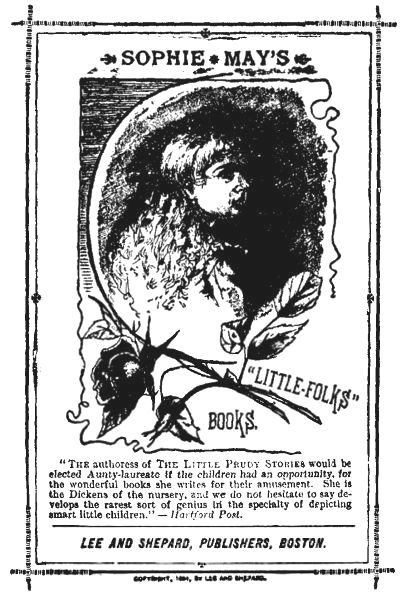 SOPHIE MAY'S
"LITTLE-FOLKS"
BOOKS.
"THE authoress of THE LITTLE PRUDY STORIES would be
elected Aunty-laureate if the children had an opportunity, for
the wonderful books she writes for their amusement. She is
the Dickens of the nursery, and we do not hesitate to say de-
velops the rarest sort of genius in the specialty of depicting
smart little children."—Hartford Post.
LEE AND SHEPARD, PUBLISHERS, BOSTON.
COPYRIGHT, BY LEE AND SHEPARD.